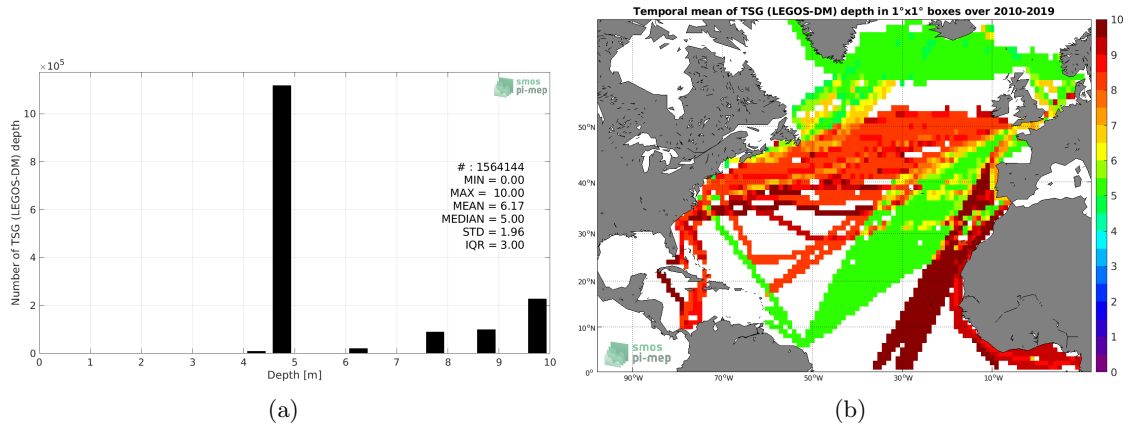 ×10⁵
smos
pi-mep
10
8
6
4
2
0
Number of TSG (LEGOS-DM) depth
# : 1564144
MIN = 0.00
MAX = 10.00
MEAN = 6.17
MEDIAN = 5.00
STD = 1.96
IQR = 3.00
0 1 2 3 4 5 6 7 8 9 10
Depth [m]
(a)
Temporal mean of TSG (LEGOS-DM) depth in 1°x1° boxes over 2010-2019
50°N
40°N
30°N
20°N
10°N
0°
90°W 70°W 50°W 30°W 10°W
smos
pi-mep
10
9
8
7
6
5
4
3
2
1
0
(b)